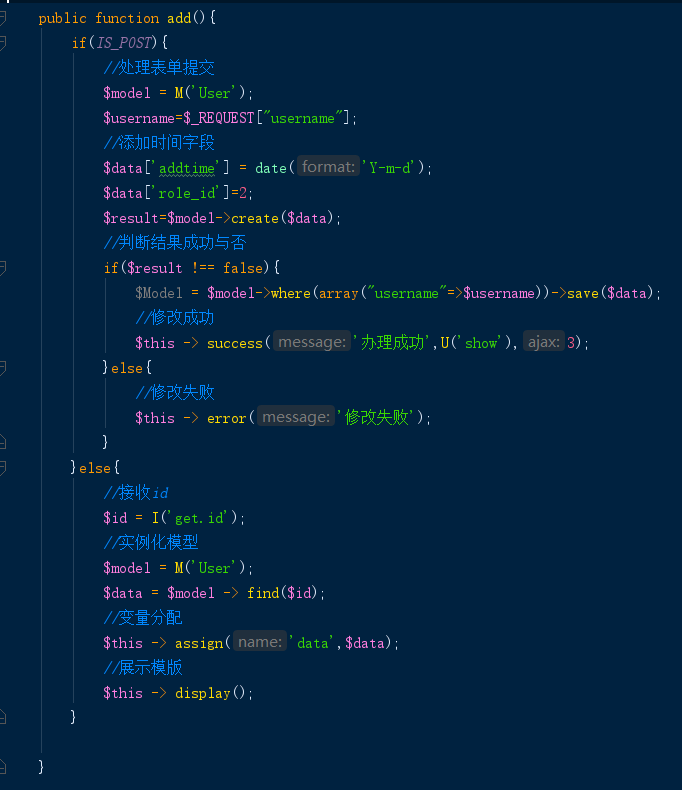 public function add(){
if(IS_POST){
//处理表单提交
$model = M('User');
$username=$_REQUEST["username"];
//添加时间字段
$data['addtime'] = date( format: 'Y-m-d');
$data['role_id']=2;
$result=$model->create($data);
//判断结果成功与否
if($result !== false){
$Model = $model->where(array("username"=>$username))->save($data);
//修改成功
$this -> success( message: '办理成功',U('show'), ajax: 3);
}else{
//修改失败
$this -> error( message: '修改失败');
}
}else{
//接收id
$id = I('get.id');
//实例化模型
$model = M('User');
$data = $model -> find($id);
//变量分配
$this -> assign( name: 'data',$data);
//展示模版
$this -> display();
}
}